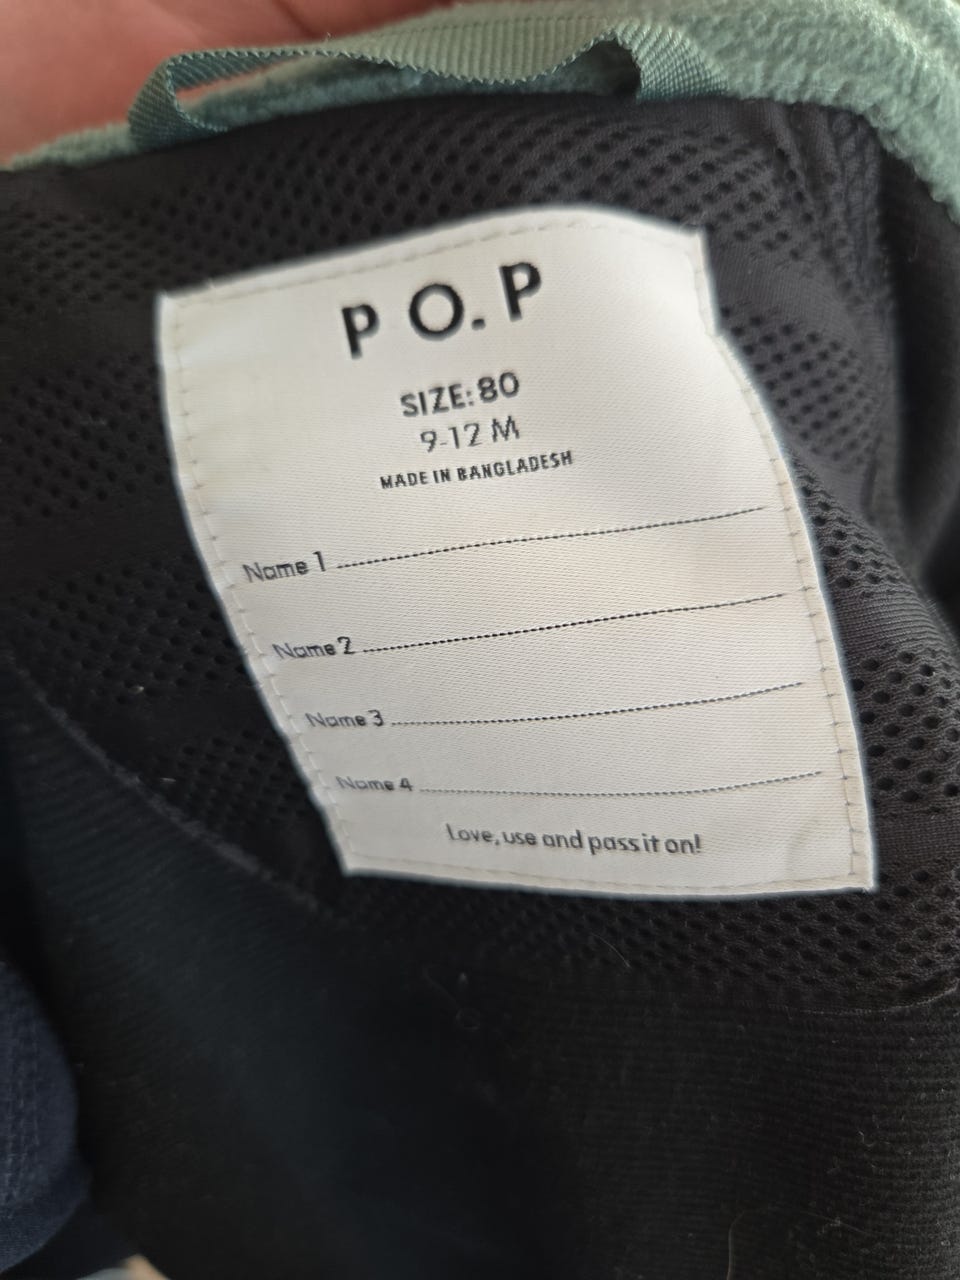 PO.P
SIZE: 80
9-12 M
MADE IN BANGLADESH
Name 1
Name 2
Name 3
Name 4
Love, use and pass it on!